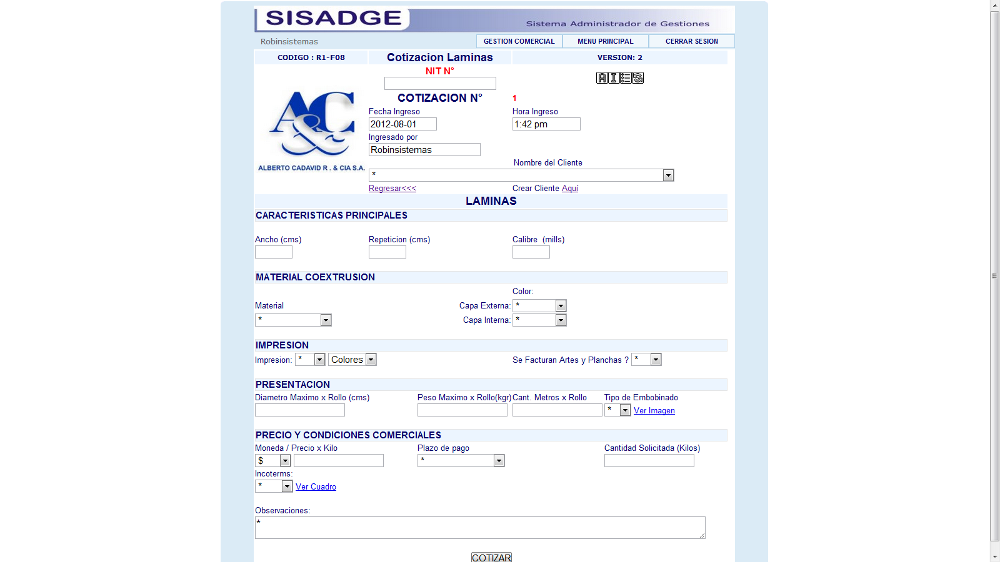 SISADGE
Sistema Administrador de Gestiones
Robinsistemas
GESTION COMERCIAL MENU PRINCIPAL CERRAR SESION
CODIGO : R1-F08 Cotizacion Laminas VERSION: 2
NIT N°
A I
COTIZACION N° 1
Fecha Ingreso Hora Ingreso
2012-08-01 1:42 pm
Ingresado por
Robinsistemas
A&C
ALBERTO CADAVID R . & CIA S.A.
Nombre del Cliente
*
Regresar<<< Crear Cliente Aquí
LAMINAS
CARACTERISTICAS PRINCIPALES
Ancho (cms) Repeticion (cms) Calibre (mills)
MATERIAL COEXTRUSION
Color:
Material Capa Externa: *
* Capa Interna: *
IMPRESION
Impresion: * Colores Se Facturan Artes y Planchas ? *
PRESENTACION
Diametro Maximo x Rollo (cms) Peso Maximo x Rollo(kgr) Cant. Metros x Rollo Tipo de Embobinado
* Ver Imagen
PRECIO Y CONDICIONES COMERCIALES
Moneda / Precio x Kilo Plazo de pago Cantidad Solicitada (Kilos)
$ *
Incoterms:
* Ver Cuadro
Observaciones:
*
COTIZAR